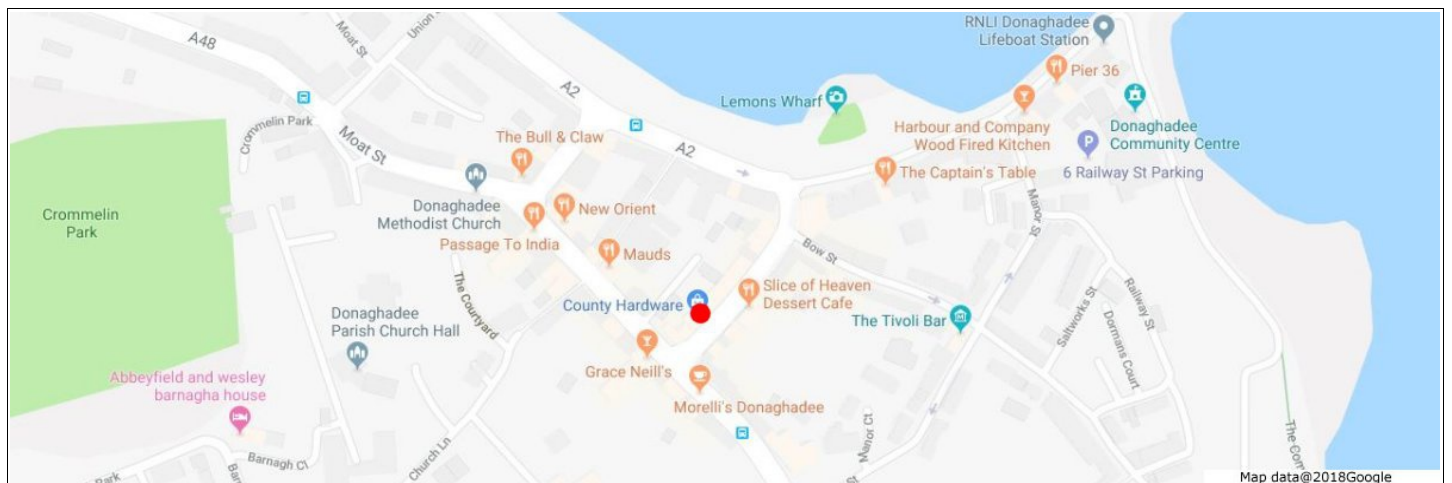 A48
Moat St
Union
A2
RNLI Donaghadee
Lifeboat Station
Pier 36
Lemons Wharf
Crommelin Park
Moat St
The Bull & Claw
A2
Harbour and Company
Wood Fired Kitchen
Donaghadee
Community Centre
6 Railway St Parking
The Captain's Table
Donaghadee
Methodist Church
New Orient
Crommelin
Park
Passage To India
Mauds
Manor St
Bow St
The Courtyard
County Hardware
Slice of Heaven
Dessert Cafe
Donaghadee
Parish Church Hall
The Tivoli Bar
Saltworks St
Railway St
Dormans Court
Grace Neill's
Abbeyfield and wesley
barnagha house
Morelli's Donaghadee
Manor Ct
Church Ln
Barnagh Cl
Park
Bar
The Com
P
Map data@2018Google